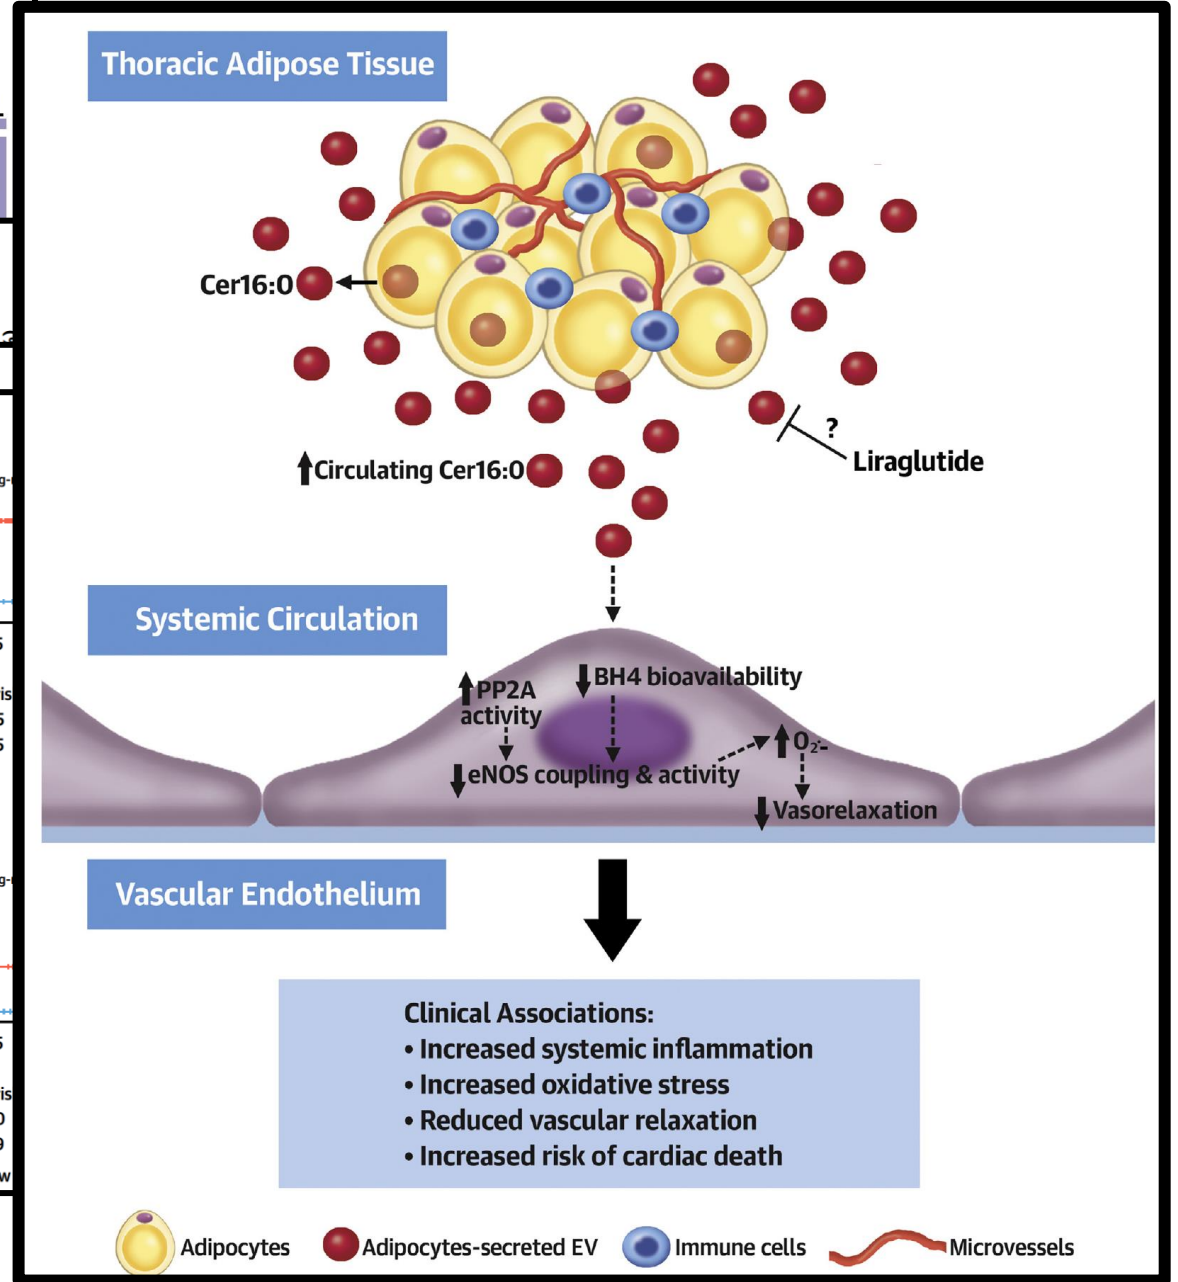 Thoracic Adipose Tissue
Cer16:0
?
Liraglutide
Circulating Cer16:0
Systemic Circulation
PP2A
activity
BH4 bioavailability
eNOS coupling & activity
O₂·-
Vasorelaxation
Vascular Endothelium
Clinical Associations:
• Increased systemic inflammation
• Increased oxidative stress
• Reduced vascular relaxation
• Increased risk of cardiac death
Adipocytes
Adipocytes-secreted EV
Immune cells
Microvessels